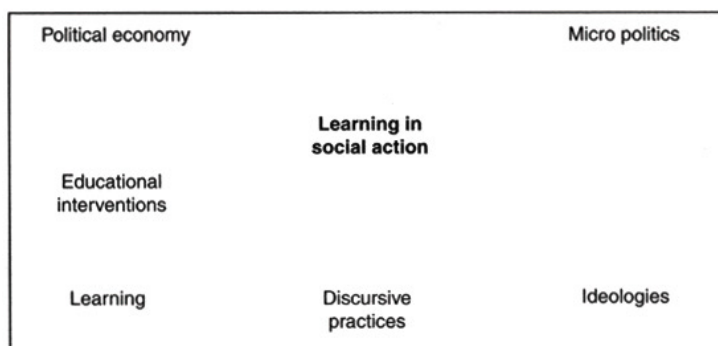 Political economy
Micro politics
Learning in
social action
Educational
interventions
Learning
Discursive
practices
Ideologies